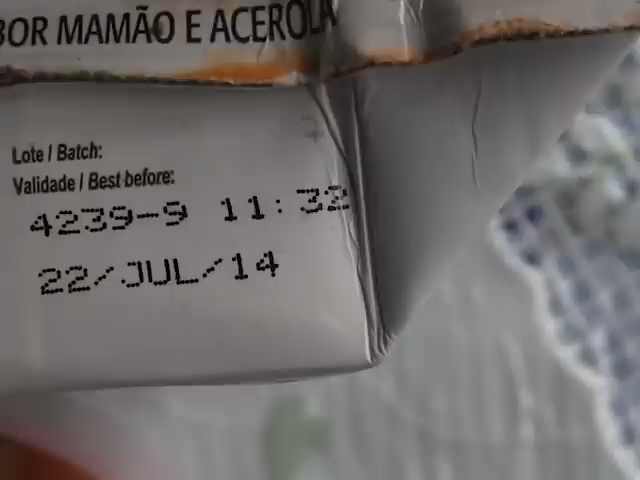 BOR MAMÃO E ACEROLA
Lote / Batch:
Validade / Best before:
4239-9 11:32
22/JUL/14